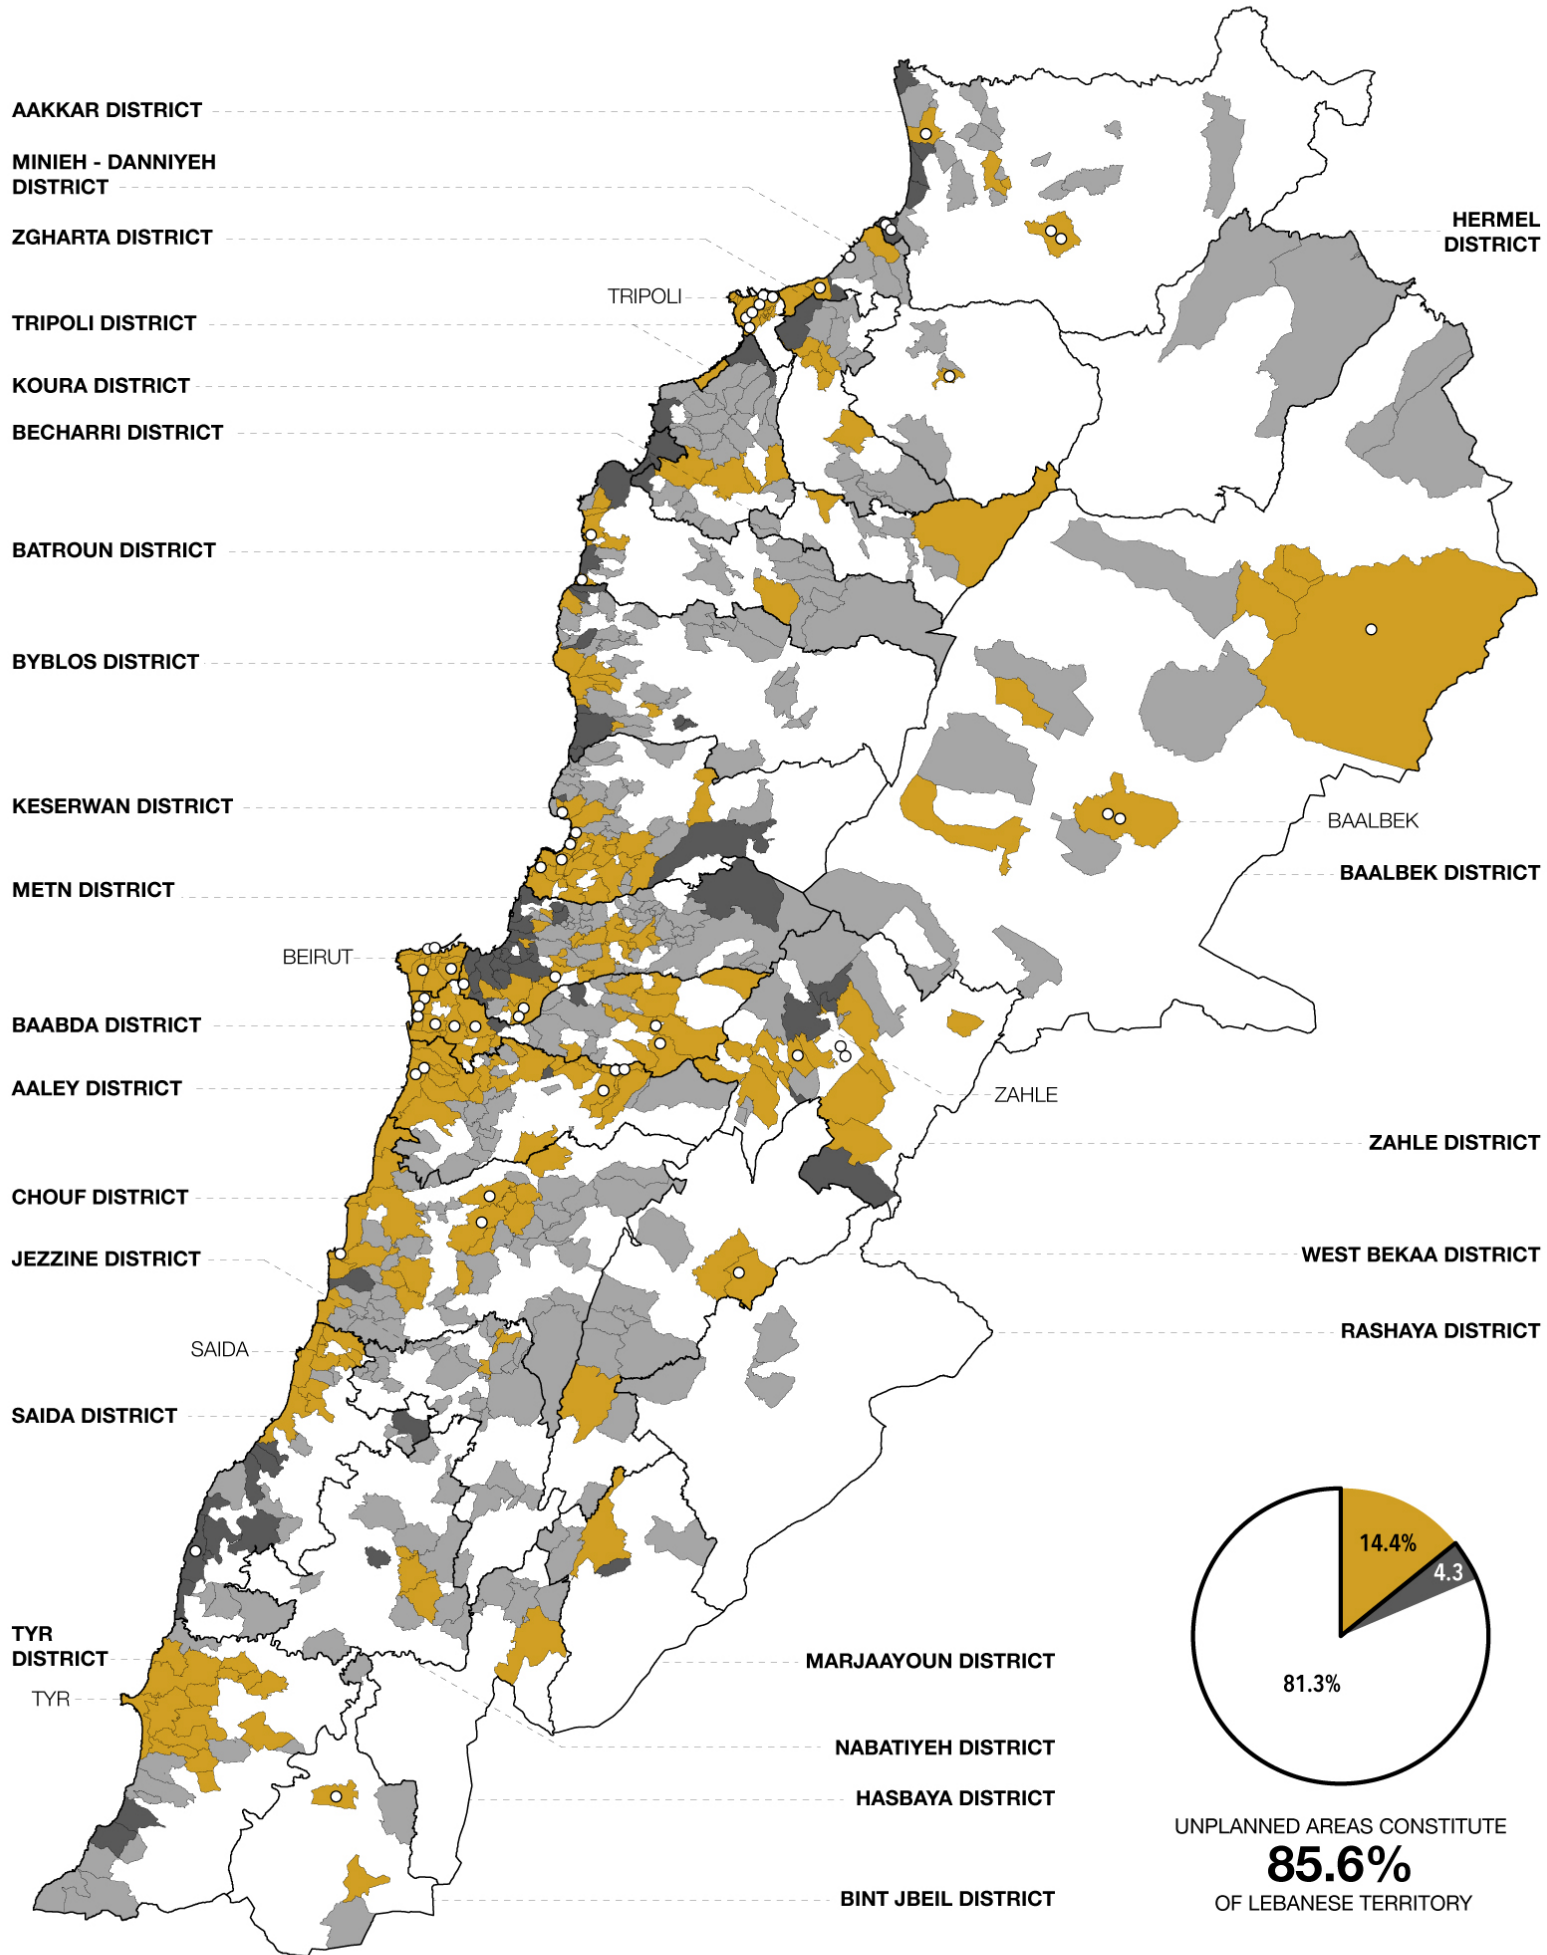 AAKKAR DISTRICT
MINIEH - DANNIYEH
DISTRICT
ZGHARTA DISTRICT
HERMEL
DISTRICT
TRIPOLI
TRIPOLI DISTRICT
KOURA DISTRICT
BECHARRI DISTRICT
BATROUN DISTRICT
BYBLOS DISTRICT
KESERWAN DISTRICT
BAALBEK
BAALBEK DISTRICT
METN DISTRICT
BEIRUT
BAABDA DISTRICT
AALEY DISTRICT
ZAHLE
ZAHLE DISTRICT
CHOUF DISTRICT
JEZZINE DISTRICT
WEST BEKAA DISTRICT
RASHAYA DISTRICT
SAIDA
SAIDA DISTRICT
TYR
DISTRICT
TYR
MARJAAYOUN DISTRICT
NABATIYEH DISTRICT
HASBAYA DISTRICT
BINT JBEIL DISTRICT
14.4%
4.3
81.3%
UNPLANNED AREAS CONSTITUTE
85.6%
OF LEBANESE TERRITORY